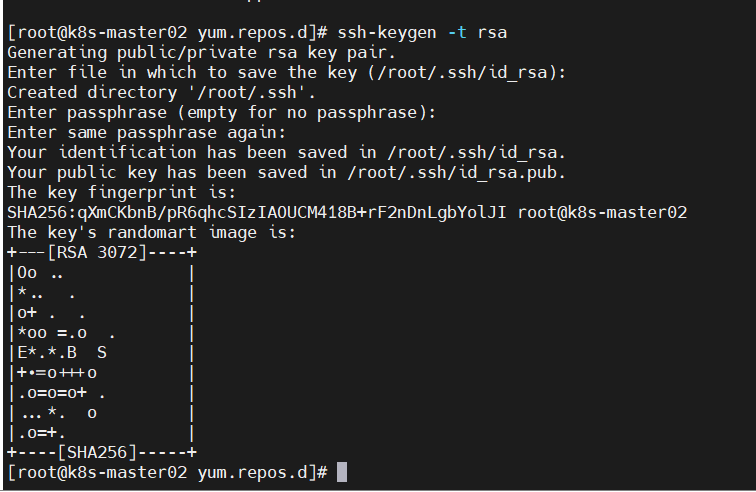 [root@k8s-master02 yum.repos.d]# ssh-keygen -t rsa
Generating public/private rsa key pair.
Enter file in which to save the key (/root/.ssh/id_rsa):
Created directory '/root/.ssh'.
Enter passphrase (empty for no passphrase):
Enter same passphrase again:
Your identification has been saved in /root/.ssh/id_rsa.
Your public key has been saved in /root/.ssh/id_rsa.pub.
The key fingerprint is:
SHA256:qXmCKbnB/pR6qhcSIzIAOUCM418B+rF2nDnLgbYolJI root@k8s-master02
The key's randomart image is:
+---[RSA 3072]----+
|Oo ..            |
|*..  .           |
|o+ .  .          |
|*oo =.o  .       |
|E*.*.B  S        |
|+*=o+++o         |
|.o=o=o+ .        |
| ...*.  o        |
|.o=+.            |
+----[SHA256]-----+
[root@k8s-master02 yum.repos.d]#